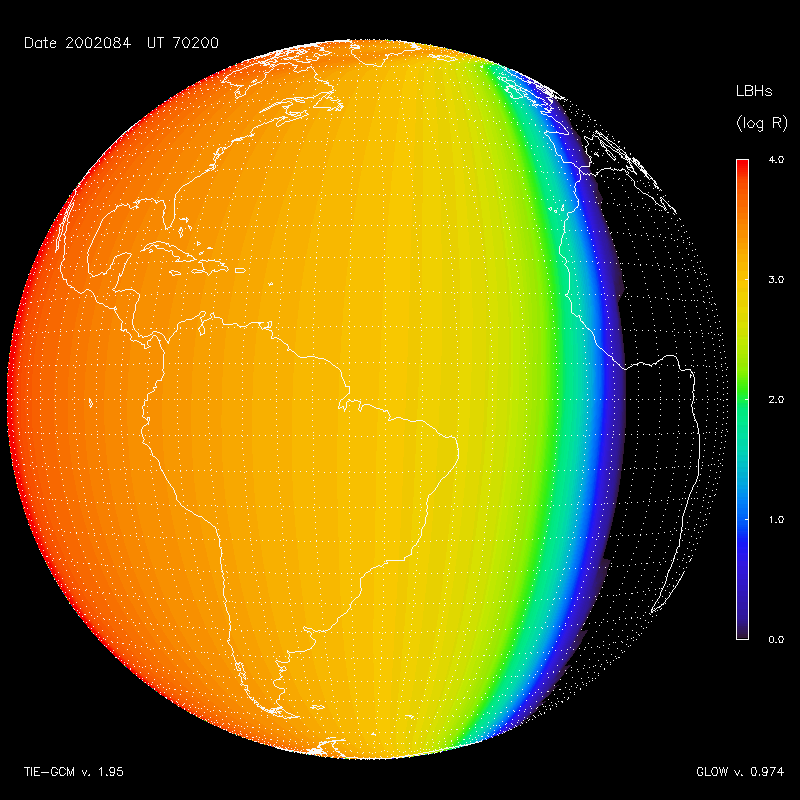 Date 2002084  UT 70200
LBHs
(log R)
4.0
3.0
2.0
1.0
0.0
TIE-GCM v. 1.95
GLOW v. 0.974